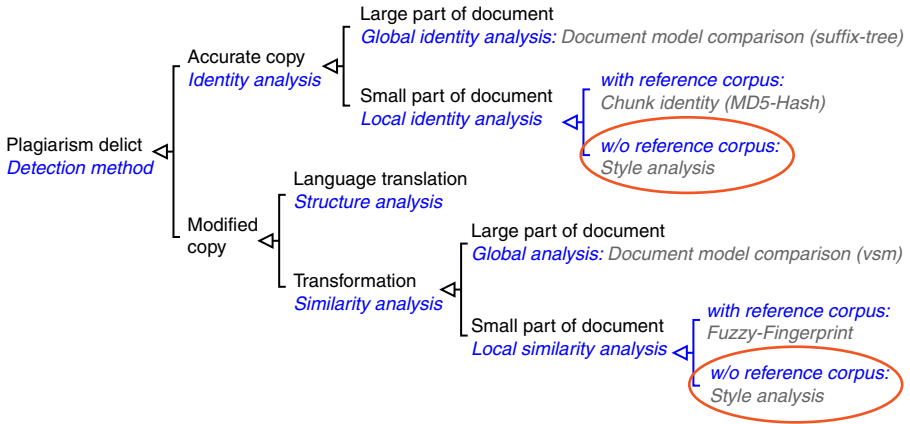 Large part of document
Global identity analysis: Document model comparison (suffix-tree)
Accurate copy
Identity analysis
Small part of document
Local identity analysis
with reference corpus:
Chunk identity (MD5-Hash)
w/o reference corpus:
Style analysis
Plagiarism delict
Detection method
Language translation
Structure analysis
Modified
copy
Large part of document
Global analysis: Document model comparison (vsm)
Transformation
Similarity analysis
Small part of document
Local similarity analysis
with reference corpus:
Fuzzy-Fingerprint
w/o reference corpus:
Style analysis